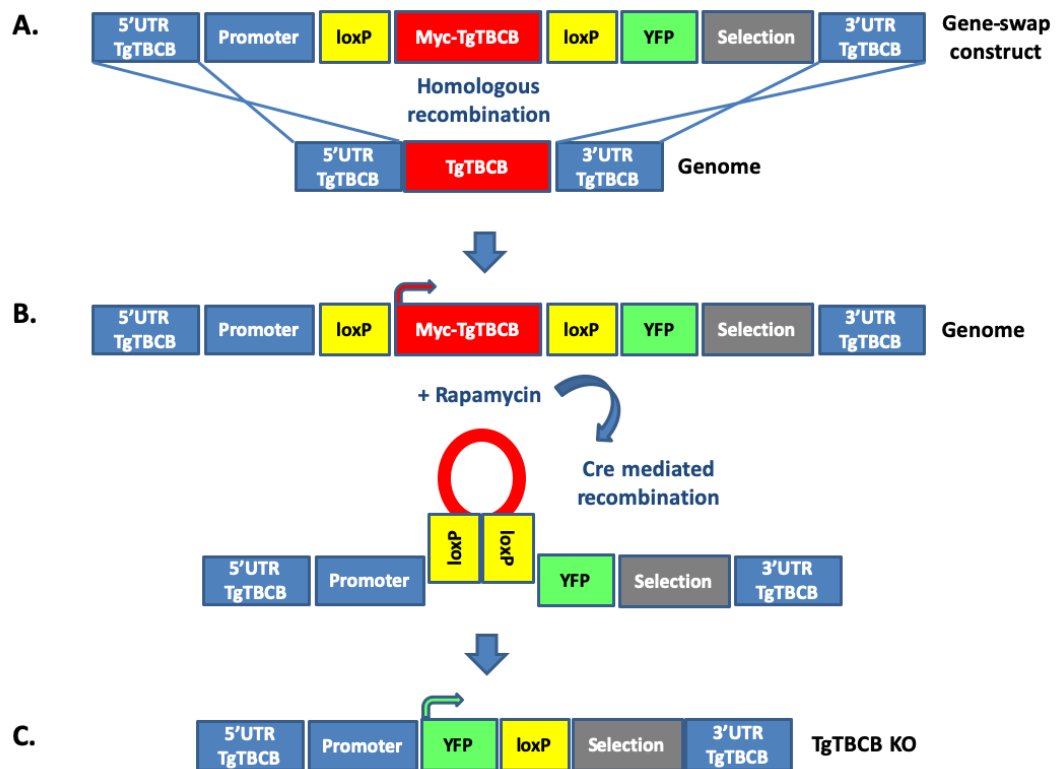 A.
5'UTR
TgTBCB
Promoter
loxP
Myc-TgTBCB
loxP
YFP
Selection
3'UTR
TgTBCB
Gene-swap
construct
Homologous
recombination
5'UTR
TgTBCB
TgTBCB
3'UTR
TgTBCB
Genome
B.
5'UTR
TgTBCB
Promoter
loxP
Myc-TgTBCB
loxP
YFP
Selection
3'UTR
TgTBCB
Genome
+ Rapamycin
Cre mediated
recombination
5'UTR
TgTBCB
Promoter
loxP
loxP
YFP
Selection
3'UTR
TgTBCB
C.
5'UTR
TgTBCB
Promoter
YFP
loxP
Selection
3'UTR
TgTBCB
TgTBCB KO